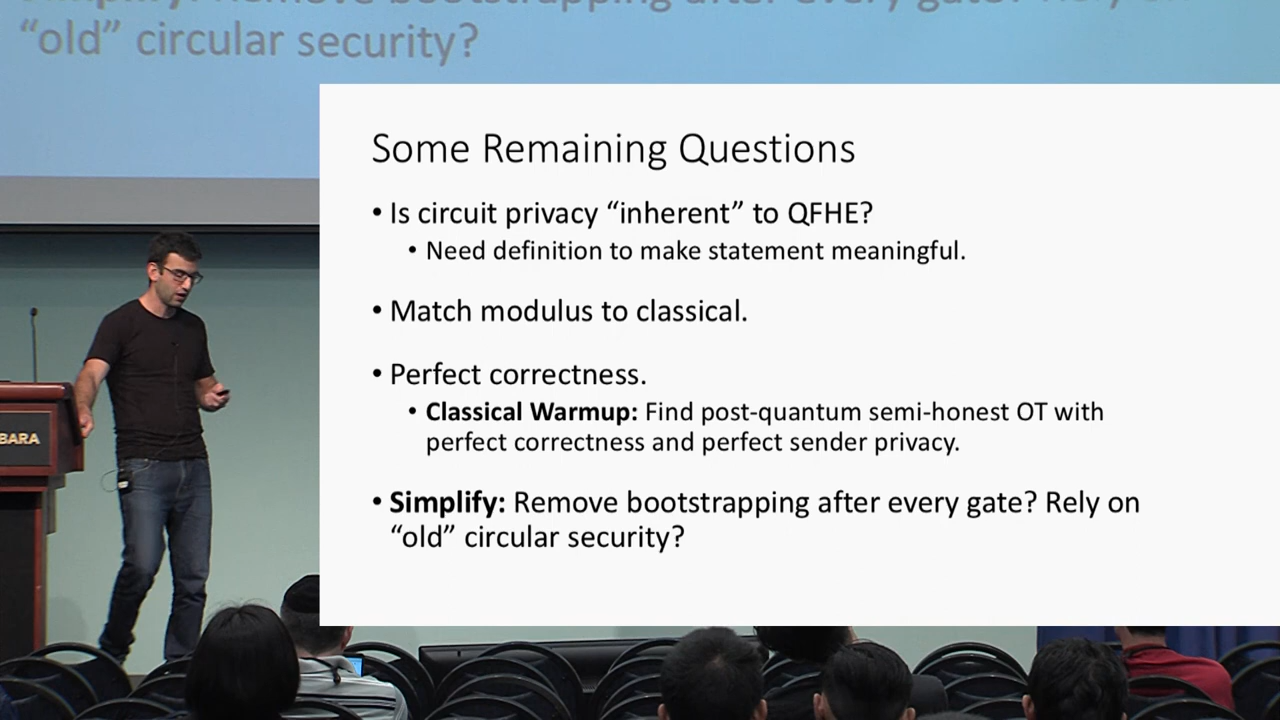 "old" circular security?
Some Remaining Questions
• Is circuit privacy “inherent” to QFHE?
• Need definition to make statement meaningful.
• Match modulus to classical.
• Perfect correctness.
• Classical Warmup: Find post-quantum semi-honest OT with
perfect correctness and perfect sender privacy.
• Simplify: Remove bootstrapping after every gate? Rely on
“old” circular security?
BARA